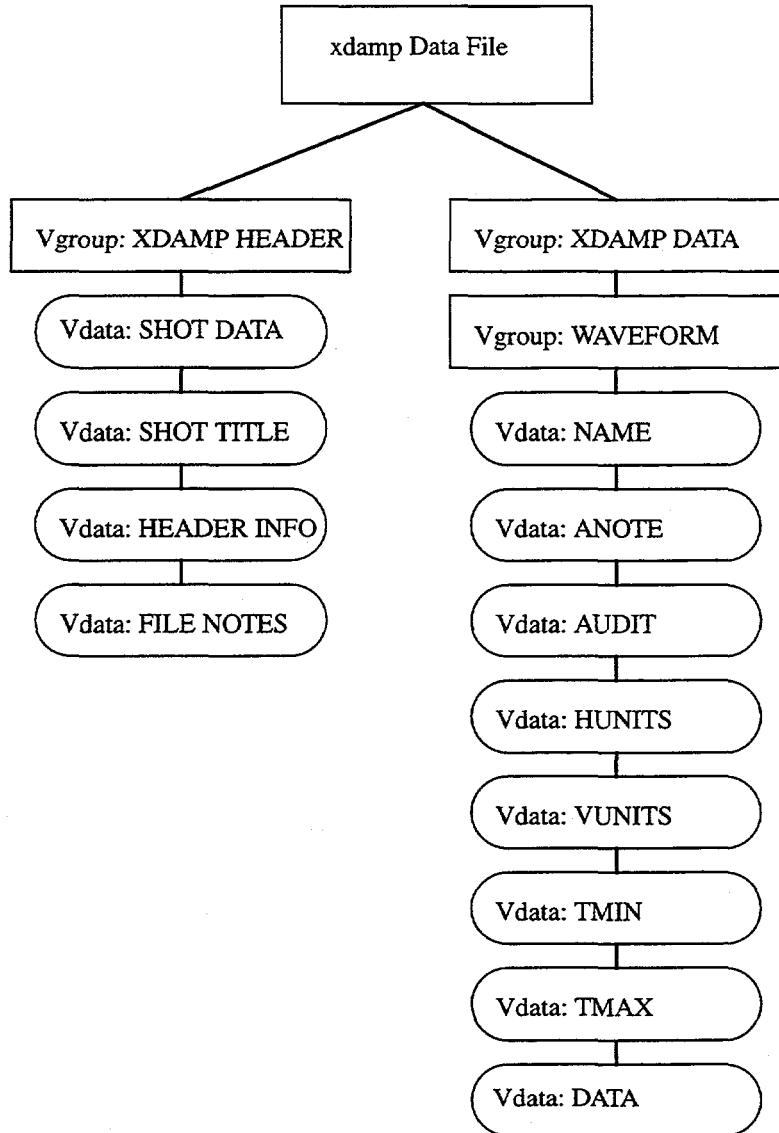 xdamp Data File
Vgroup: XDAMP HEADER
Vdata: SHOT DATA
Vdata: SHOT TITLE
Vdata: HEADER INFO
Vdata: FILE NOTES
Vgroup: XDAMP DATA
Vgroup: WAVEFORM
Vdata: NAME
Vdata: ANOTE
Vdata: AUDIT
Vdata: HUNITS
Vdata: VUNITS
Vdata: TMIN
Vdata: TMAX
Vdata: DATA